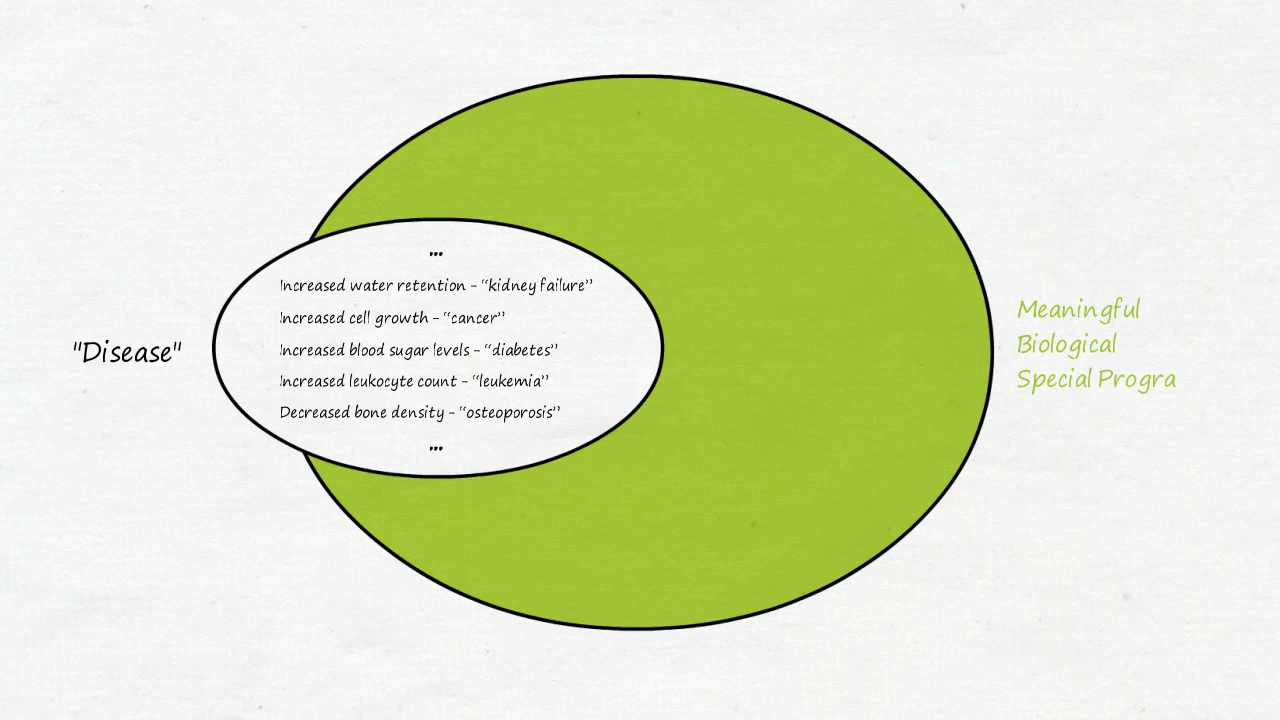 ...
Increased water retention - “kidney failure”
Increased cell growth - “cancer”
Increased blood sugar levels - “diabetes”
Increased leukocyte count - “leukemia”
Decreased bone density - “osteoporosis”
...
"Disease"
Meaningful
Biological
Special Progra